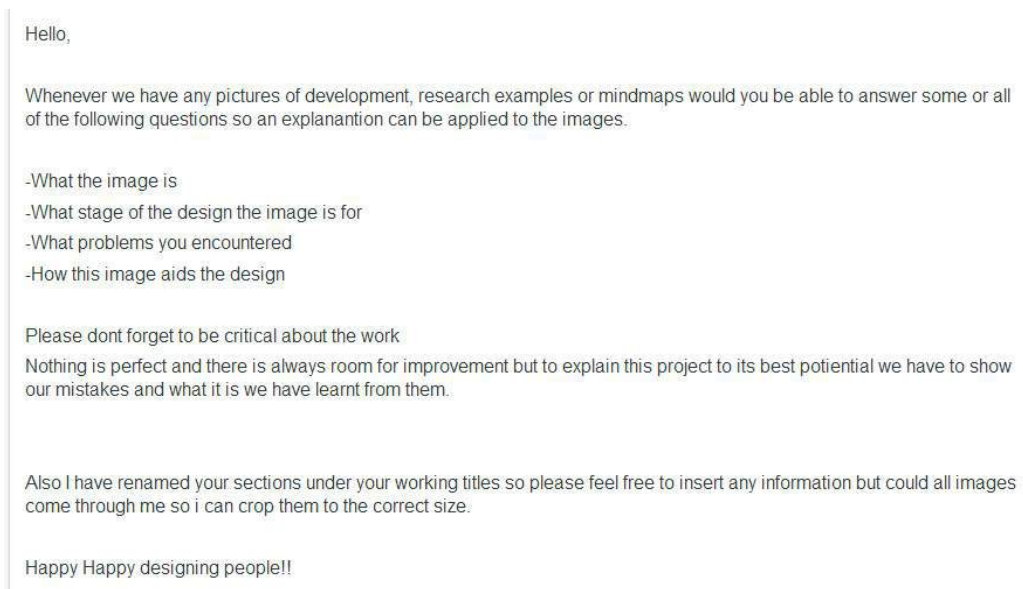 Hello,
Whenever we have any pictures of development, research examples or mindmaps would you be able to answer some or all
of the following questions so an explanantion can be applied to the images.
-What the image is
-What stage of the design the image is for
-What problems you encountered
-How this image aids the design
Please dont forget to be critical about the work
Nothing is perfect and there is always room for improvement but to explain this project to its best potiential we have to show
our mistakes and what it is we have learnt from them.
Also I have renamed your sections under your working titles so please feel free to insert any information but could all images
come through me so i can crop them to the correct size.
Happy Happy designing people!!